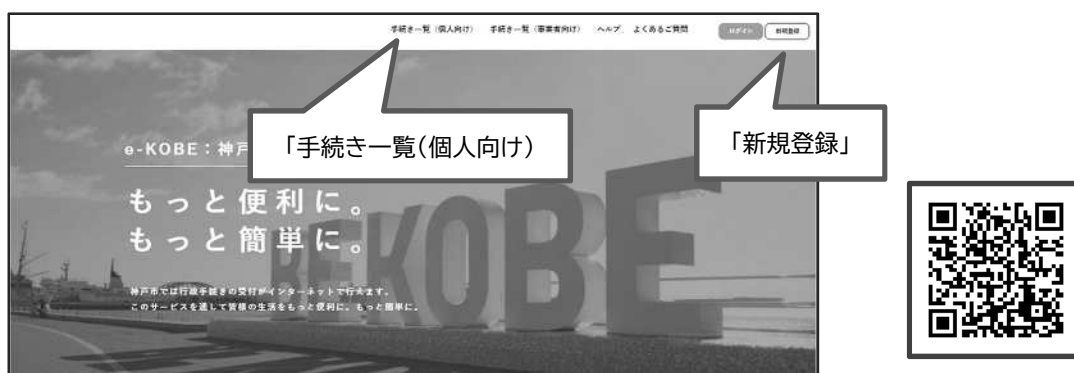 手続き一覧（個人向け） 手続き一覧（事業者向け） ヘルプ よくあるご質問 ログイン 新規登録
「手続き一覧（個人向け）
「新規登録」
e-KOBE：神戸
もっと便利に。
もっと簡単に。
神戸市では行政手続きの受付がインターネットで行えます。
このサービスを通して皆様の生活をもっと便利に。もっと簡単に。
BE KOBE